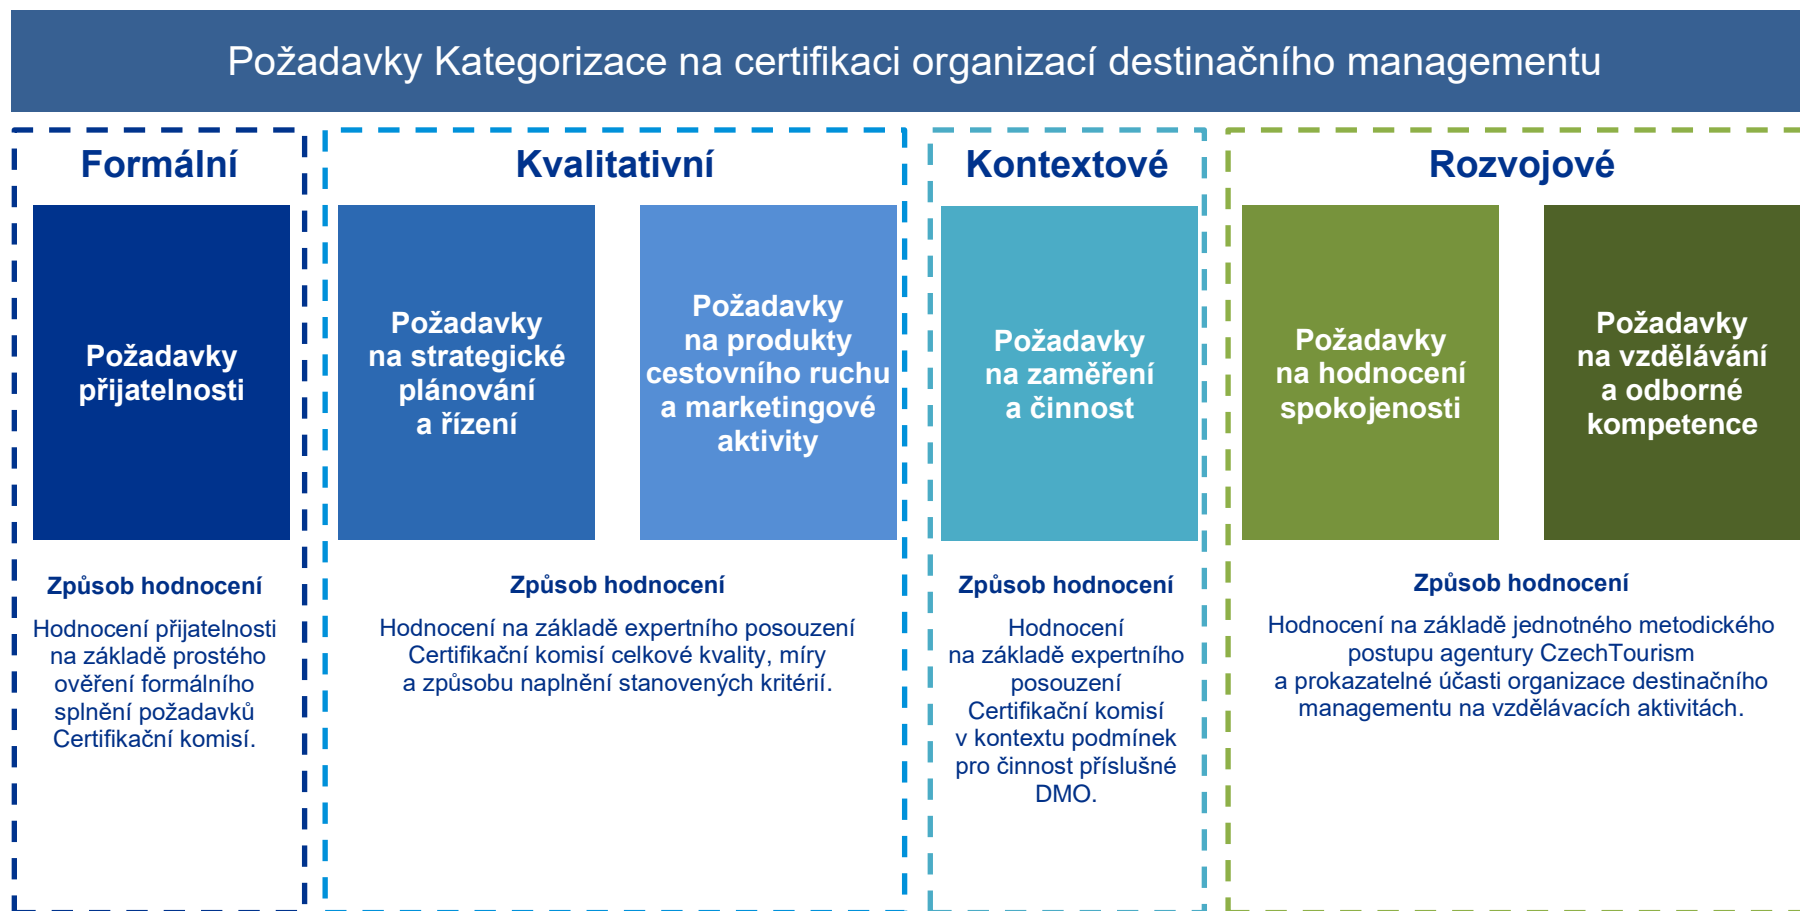 Požadavky Kategorizace na certifikaci organizací destinačního managementu
Formální
Požadavky
přijatelnosti
Způsob hodnocení
Hodnocení přijatelnosti
na základě prostého
ověření formálního
splnění požadavků
Certifikační komisí.
Kvalitativní
Požadavky
na strategické
plánování
a řízení
Požadavky
na produkty
cestovního ruchu
a marketingové
aktivity
Způsob hodnocení
Hodnocení na základě expertního posouzení
Certifikační komisí celkové kvality, míry
a způsobu naplnění stanovených kritérií.
Kontextové
Požadavky
na zaměření
a činnost
Způsob hodnocení
Hodnocení
na základě expertního
posouzení
Certifikační komisí
v kontextu podmínek
pro činnost příslušné
DMO.
Rozvojové
Požadavky
na hodnocení
spokojenosti
Požadavky
na vzdělávání
a odborné
kompetence
Způsob hodnocení
Hodnocení na základě jednotného metodického
postupu agentury CzechTourism
a prokazatelné účasti organizace destinačního
managementu na vzdělávacích aktivitách.